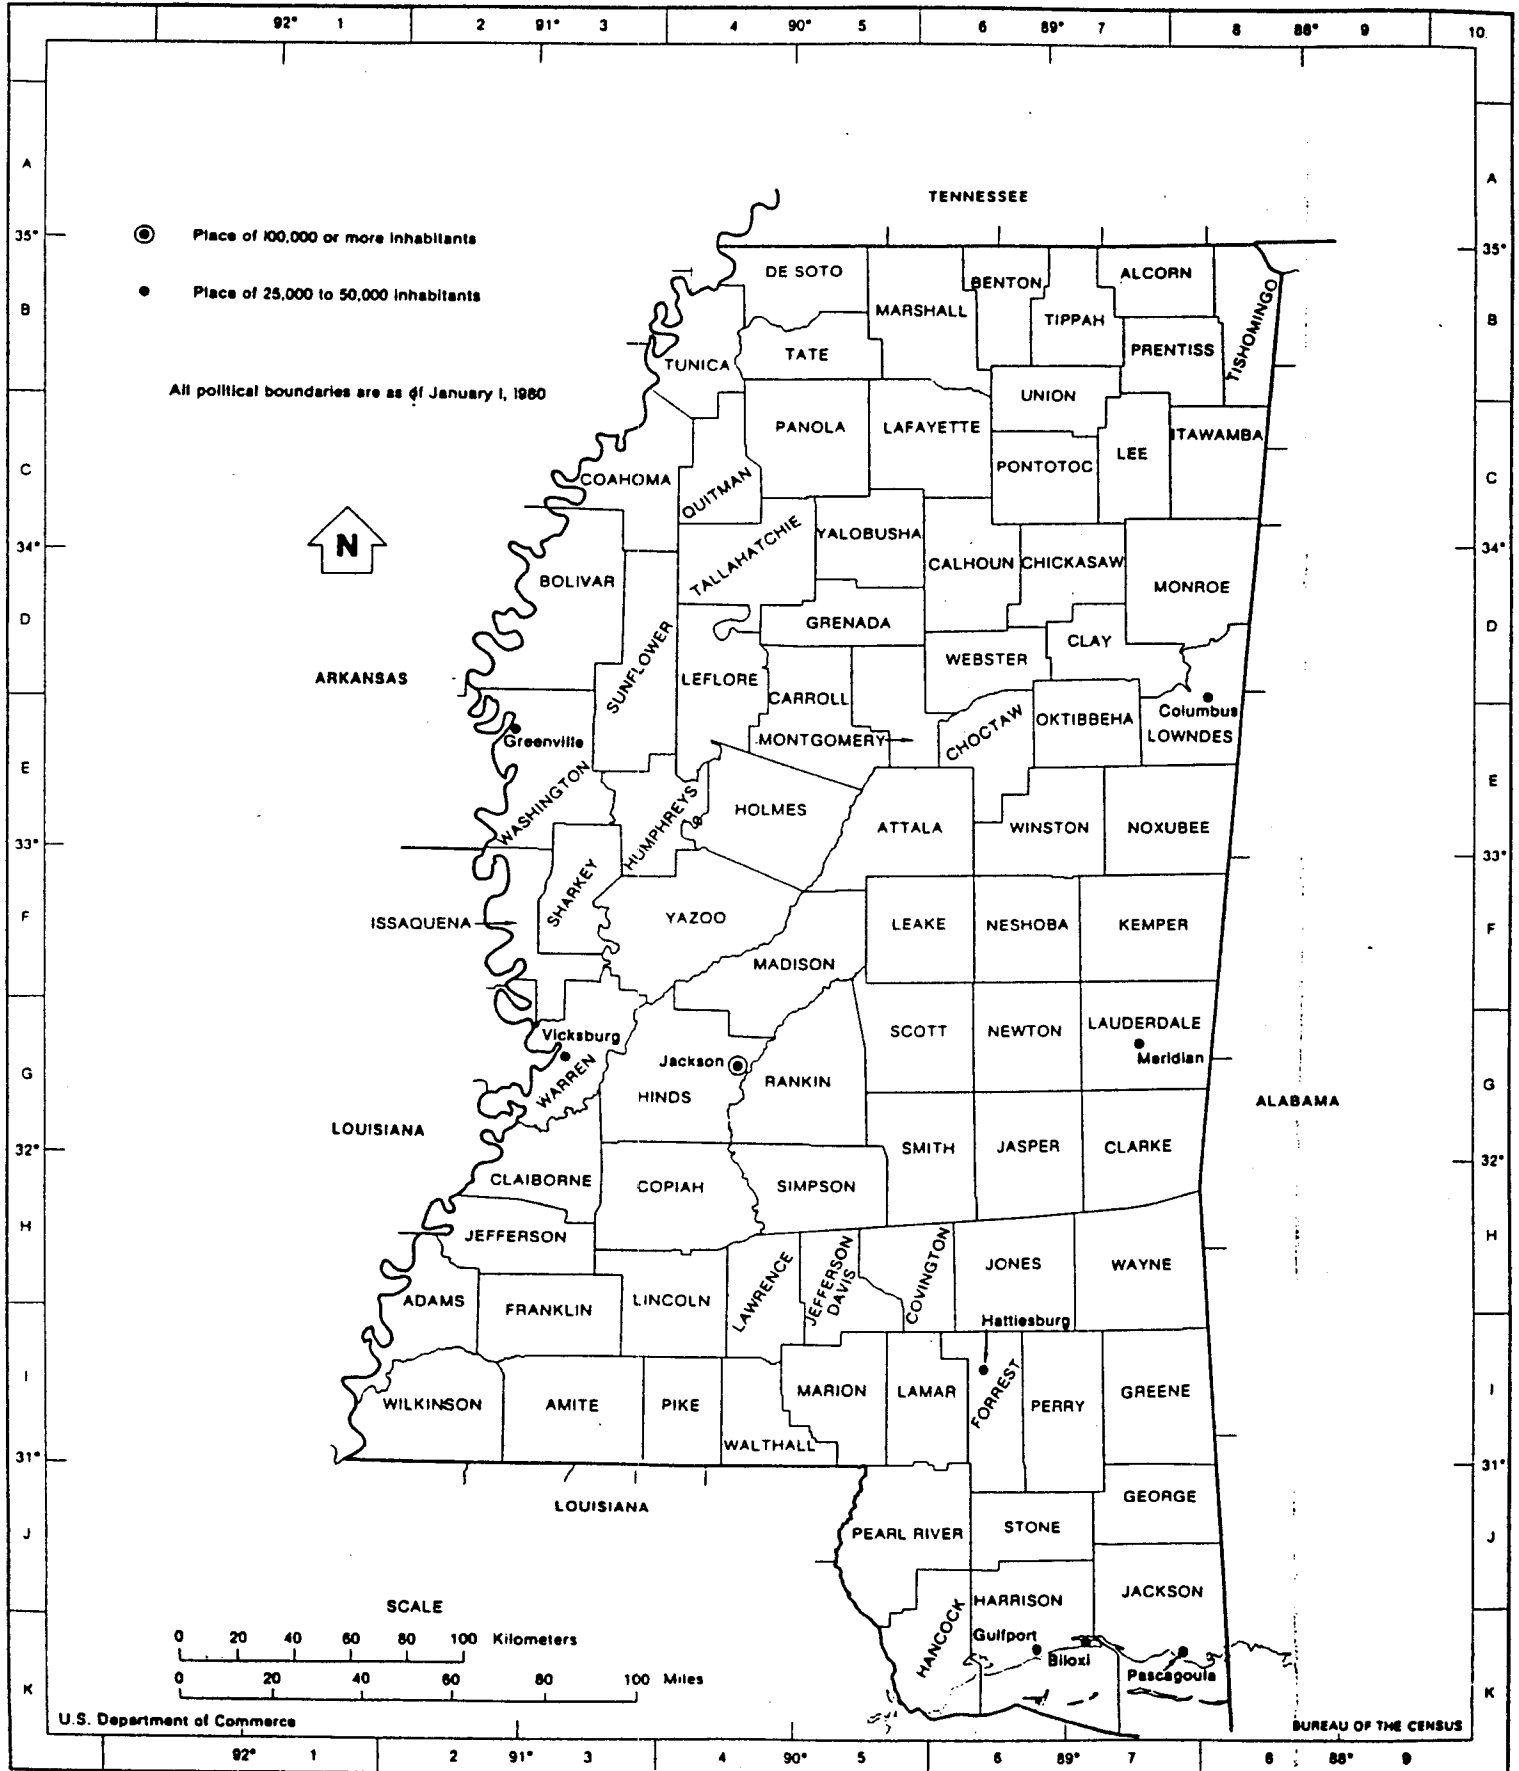 92° 1 2 91° 3 4 90° 5 6 89° 7 8 88° 9 10
A
A
TENNESSEE
35°
Place of 100,000 or more inhabitants
35°
Place of 25,000 to 50,000 inhabitants
DE SOTO
BENTON
ALCORN
B
MARSHALL
TIPPAH
TISHOMINGO
B
TATE
PRENTISS
TUNICA
All political boundaries are as of January 1, 1980
UNION
PANOLA
LAFAYETTE
ITAWAMBA
LEE
C
COAHOMA
QUITMAN
PONTOTOC
C
34°
N
TALLAHATCHIE
YALOBUSHA
34°
BOLIVAR
CALHOUN
CHICKASAW
MONROE
D
GRENADA
D
SUNFLOWER
CLAY
WEBSTER
ARKANSAS
LEFLORE
CARROLL
Columbus
OKTIBBEHA
CHOCTAW
Greenville
MONTGOMERY
LOWNDES
E
E
WASHINGTON
HUMPHREYS
HOLMES
ATTALA
WINSTON
NOXUBEE
33°
33°
SHARKEY
ISSAQUENA
YAZOO
LEAKE
NESHOBA
KEMPER
F
F
MADISON
Vicksburg
SCOTT
NEWTON
LAUDERDALE
Jackson
Meridian
G
WARREN
HINDS
RANKIN
G
LOUISIANA
ALABAMA
32°
SMITH
JASPER
CLARKE
32°
CLAIBORNE
COPIAH
SIMPSON
H
JEFFERSON
H
LAWRENCE
JEFFERSON
DAVIS
COVINGTON
JONES
WAYNE
ADAMS
FRANKLIN
LINCOLN
Hattiesburg
I
WILKINSON
AMITE
PIKE
MARION
LAMAR
FORREST
PERRY
GREENE
I
WALTHALL
31°
31°
LOUISIANA
GEORGE
J
PEARL RIVER
STONE
J
JACKSON
SCALE
HARRISON
HANCOCK
0 20 40 60 80 100 Kilometers
Gulfport
Biloxi
Pascagoula
0 20 40 60 80 100 Miles
K
K
U.S. Department of Commerce
BUREAU OF THE CENSUS
92° 1 2 91° 3 4 90° 5 6 89° 7 8 88° 9